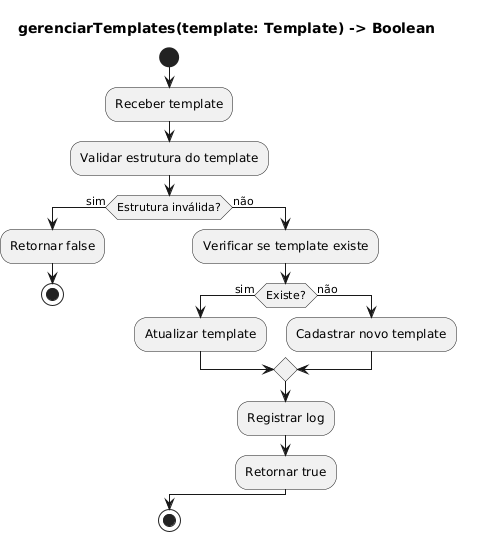 gerenciarTemplates(template: Template) -> Boolean
Receber template
Validar estrutura do template
sim
Estrutura inválida?
não
Retornar false
Verificar se template existe
sim
Existe?
não
Atualizar template
Cadastrar novo template
Registrar log
Retornar true